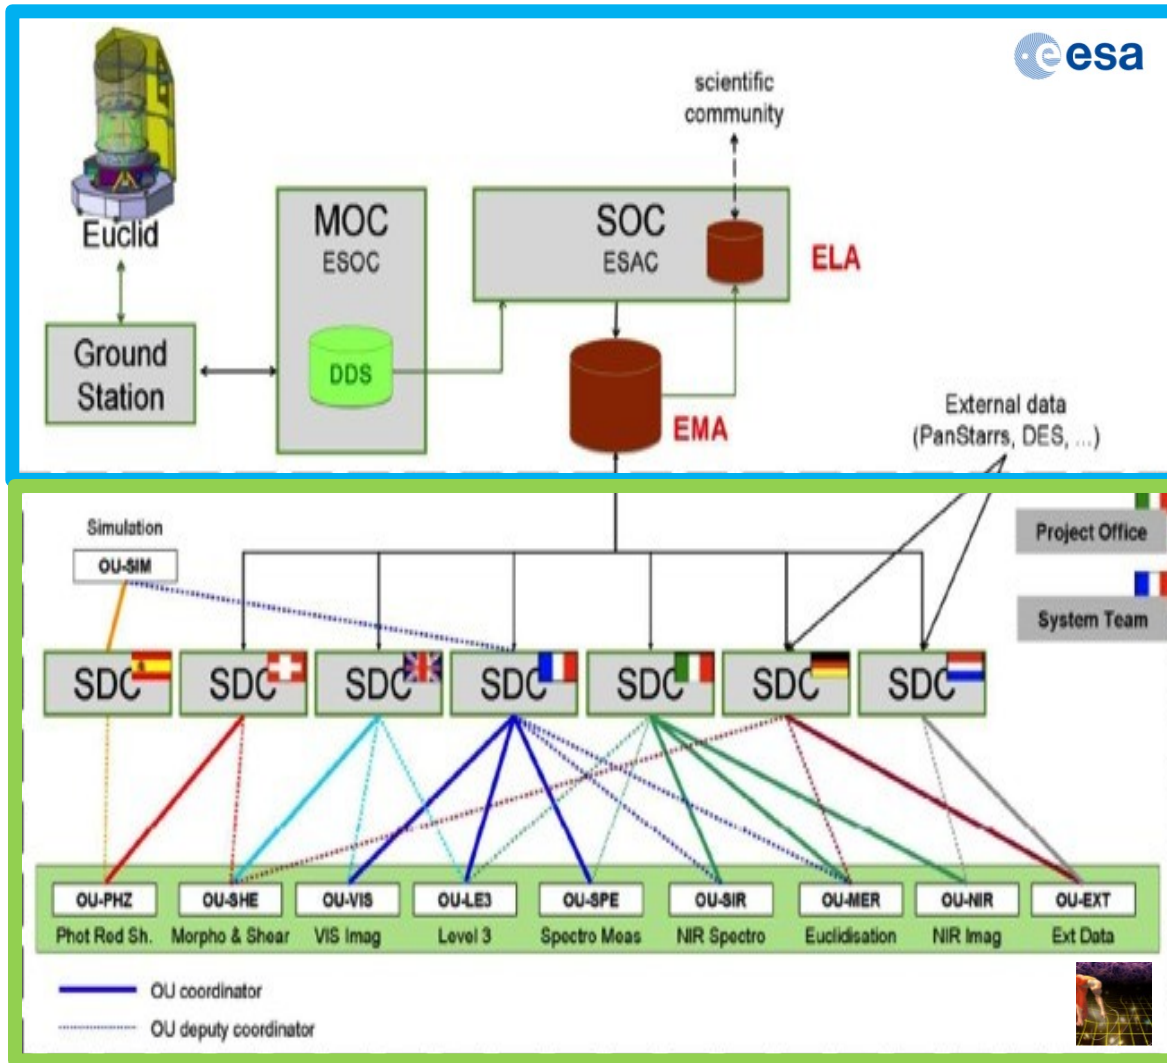 esa
scientific
community
Euclid
MOC
ESOC
SOC
ESAC
ELA
Ground
Station
DDS
EMA
External data
(PanStarrs, DES, ...)
Simulation
OU-SIM
Project Office
System Team
SDC
SDC
SDC
SDC
SDC
SDC
SDC
OU-PHZ
OU-SHE
OU-VIS
OU-LE3
OU-SPE
OU-SIR
OU-MER
OU-NIR
OU-EXT
Phot Red Sh.
Morpho & Shear
VIS Imag
Level 3
Spectro Meas
NIR Spectro
Euclidisation
NIR Imag
Ext Data
OU coordinator
OU deputy coordinator